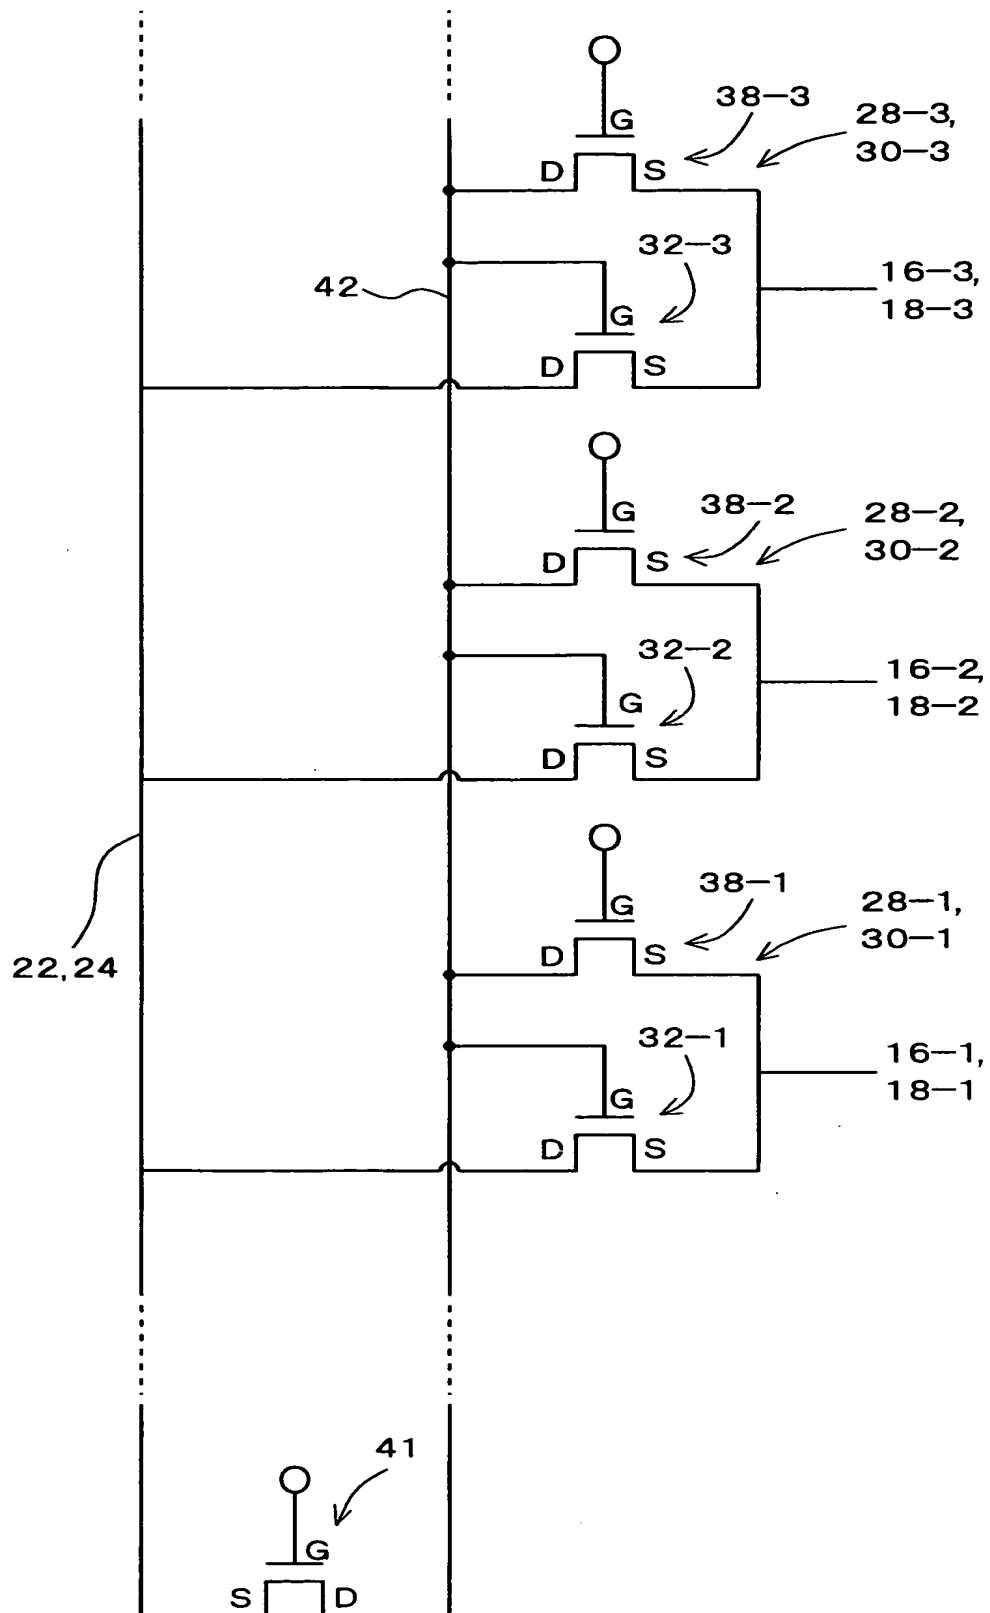 G
38-3
28-3,
30-3
D
S
32-3
16-3,
18-3
42
G
D
S
38-2
28-2,
30-2
G
D
S
32-2
16-2,
18-2
G
D
S
38-1
28-1,
30-1
G
D
S
22,24
32-1
16-1,
18-1
G
D
S
41
G
S
D